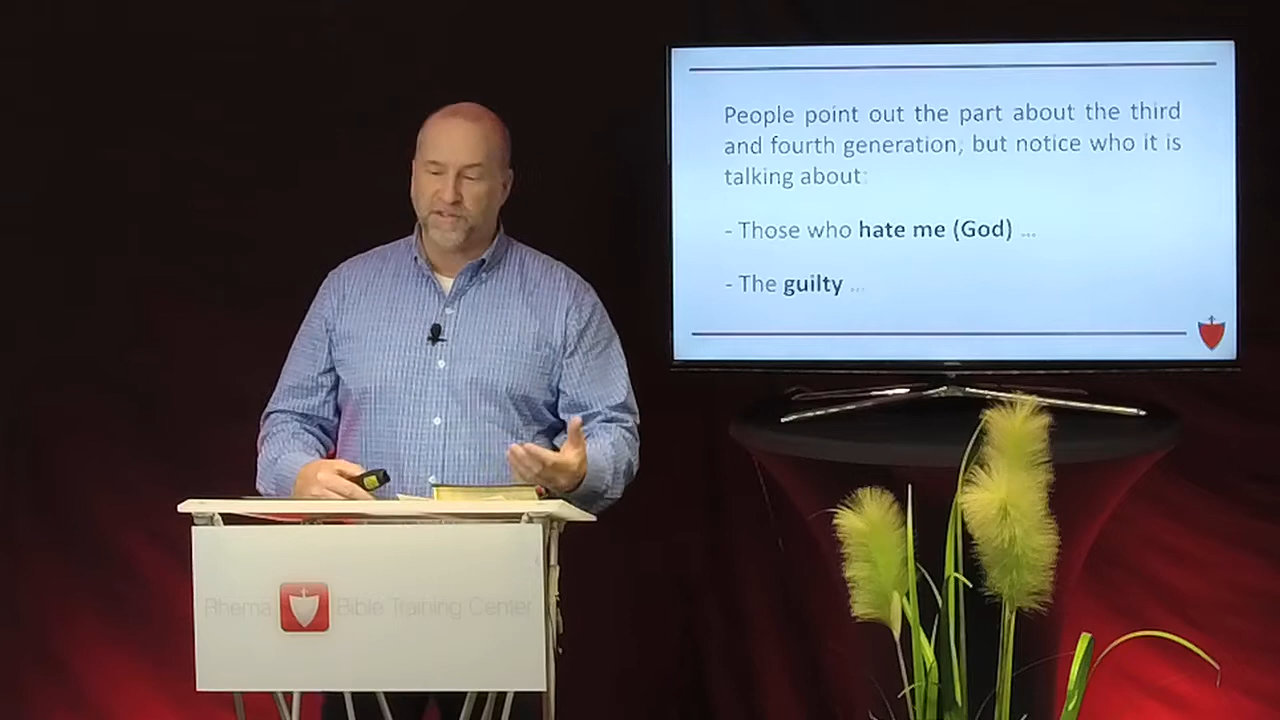 People point out the part about the third
and fourth generation, but notice who it is
talking about:
- Those who hate me (God) ...
- The guilty ...
Rhema Bible Training Center